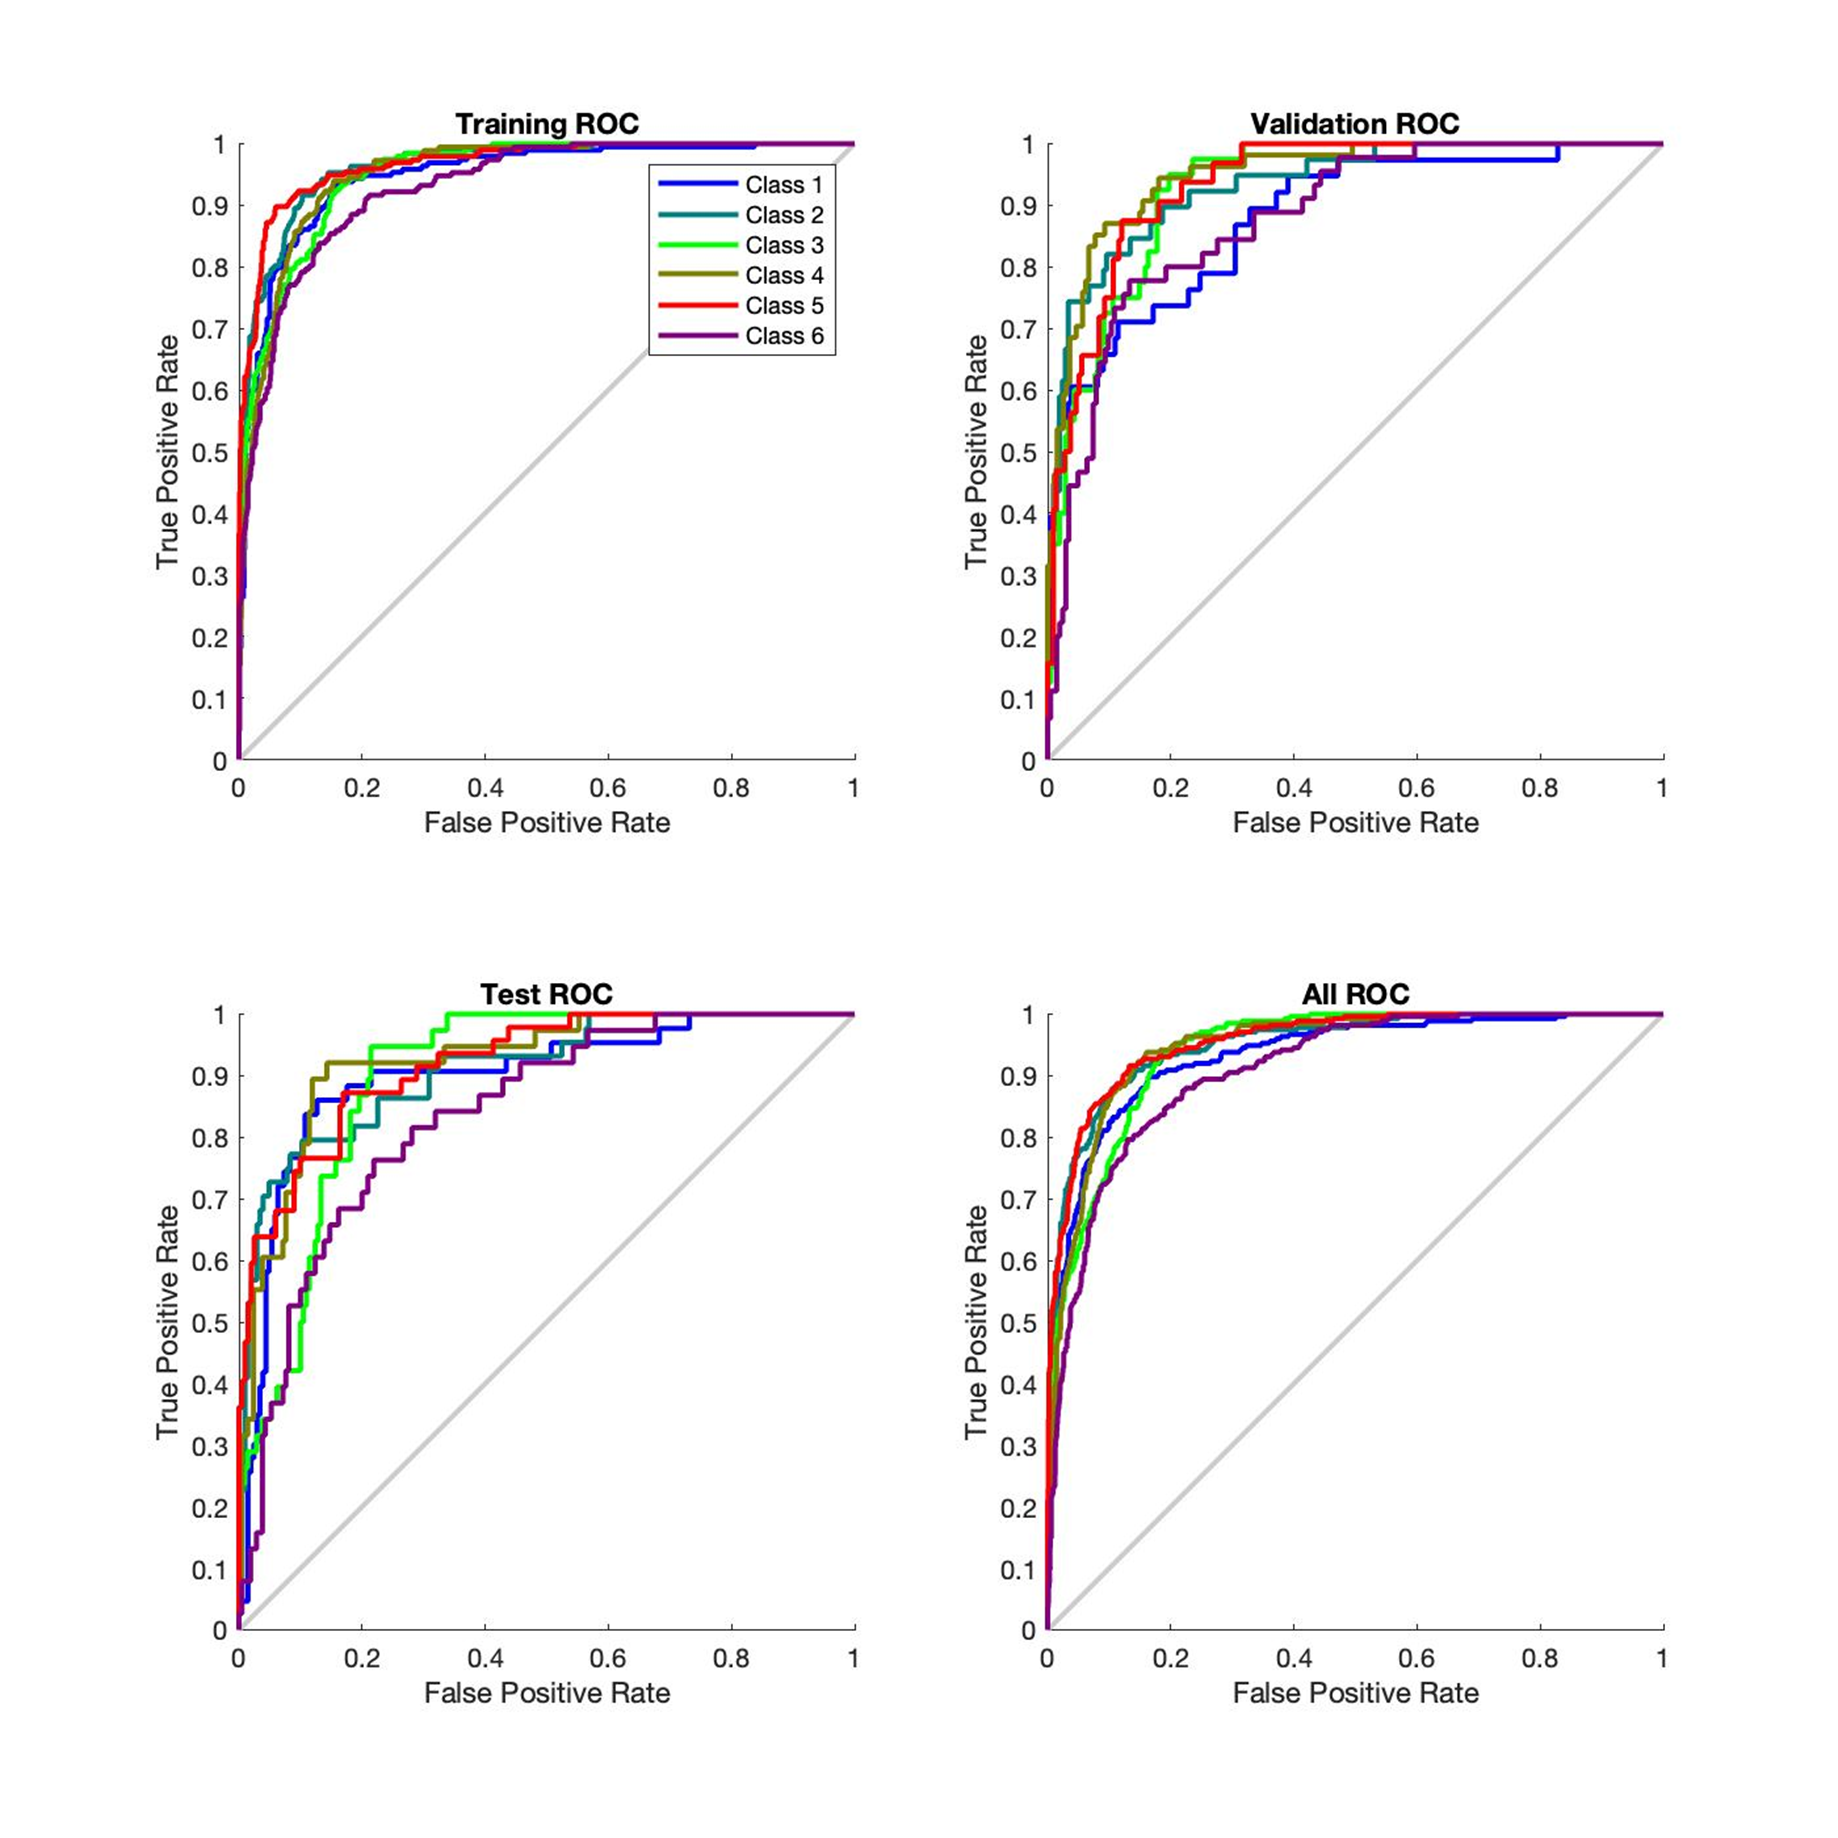 Training ROC
1
0.9
0.8
0.7
0.6
0.5
0.4
0.3
0.2
0.1
0
True Positive Rate
0 0.2 0.4 0.6 0.8 1
False Positive Rate
Class 1
Class 2
Class 3
Class 4
Class 5
Class 6
Validation ROC
1
0.9
0.8
0.7
0.6
0.5
0.4
0.3
0.2
0.1
0
True Positive Rate
0 0.2 0.4 0.6 0.8 1
False Positive Rate
Test ROC
1
0.9
0.8
0.7
0.6
0.5
0.4
0.3
0.2
0.1
0
True Positive Rate
0 0.2 0.4 0.6 0.8 1
False Positive Rate
All ROC
1
0.9
0.8
0.7
0.6
0.5
0.4
0.3
0.2
0.1
0
True Positive Rate
0 0.2 0.4 0.6 0.8 1
False Positive Rate